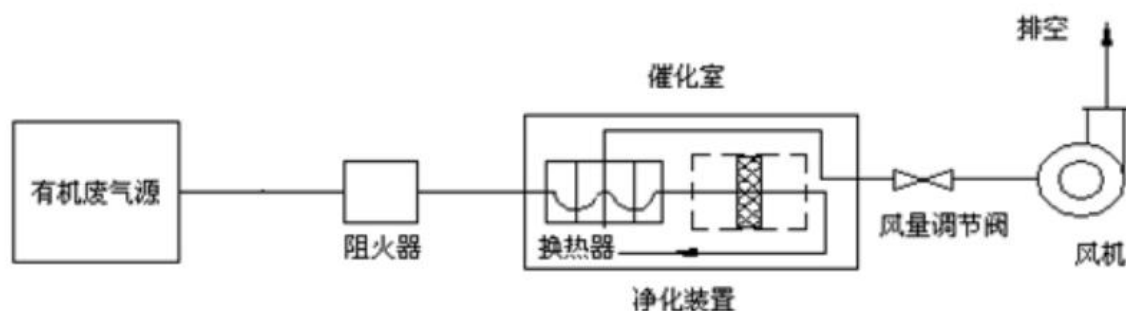 排空
催化室
有机废气源
阻火器
换热器
风量调节阀
风机
净化装置